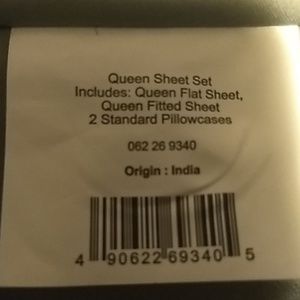 Queen Sheet Set
Includes: Queen Flat Sheet,
Queen Fitted Sheet
2 Standard Pillowcases
062 26 9340
Origin : India
4 90622 69340 5